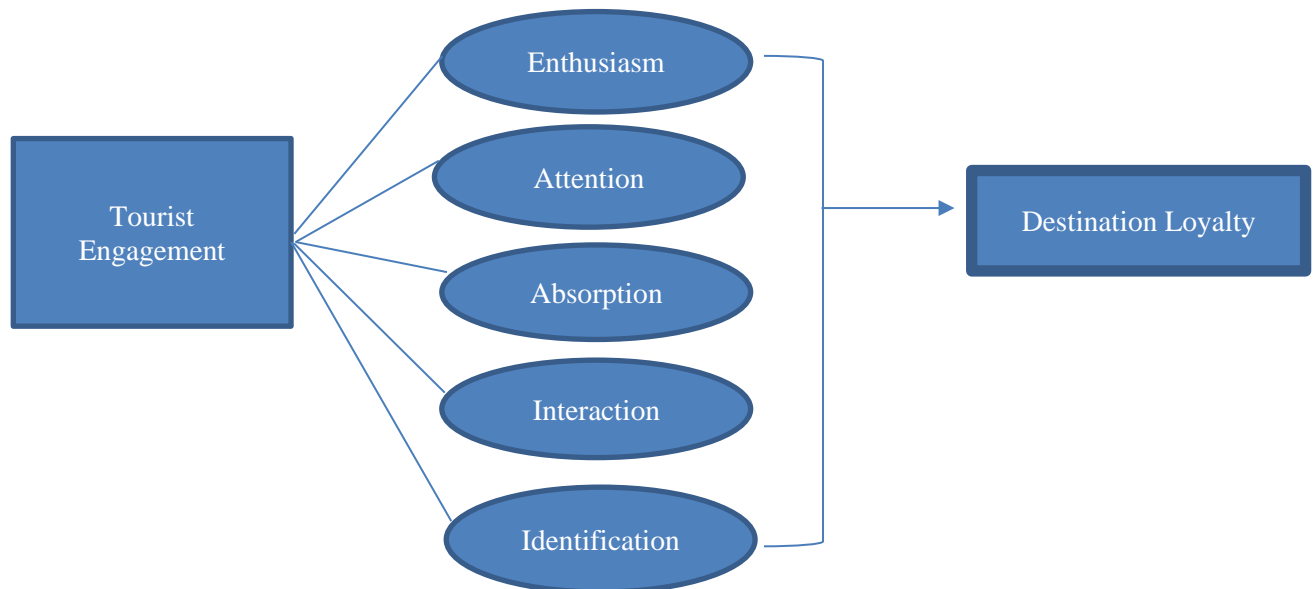 Tourist
Engagement
Enthusiasm
Attention
Absorption
Interaction
Identification
Destination Loyalty